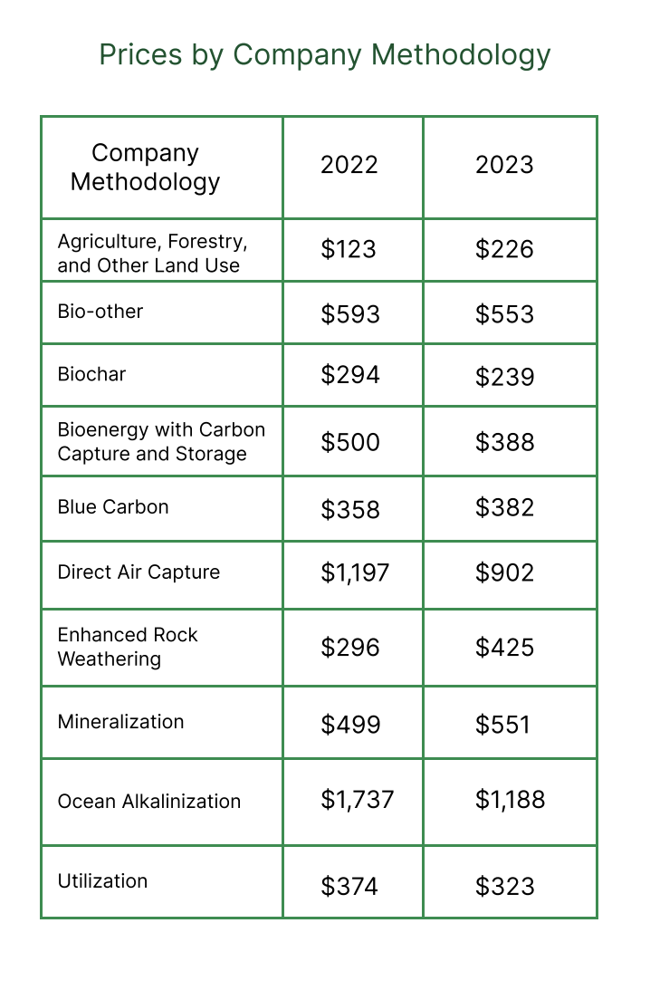 Prices by Company Methodology
Company
Methodology
2022
2023
Agriculture, Forestry,
and Other Land Use
$123
$226
Bio-other
$593
$553
Biochar
$294
$239
Bioenergy with Carbon
Capture and Storage
$500
$388
Blue Carbon
$358
$382
Direct Air Capture
$1,197
$902
Enhanced Rock
Weathering
$296
$425
Mineralization
$499
$551
Ocean Alkalinization
$1,737
$1,188
Utilization
$374
$323